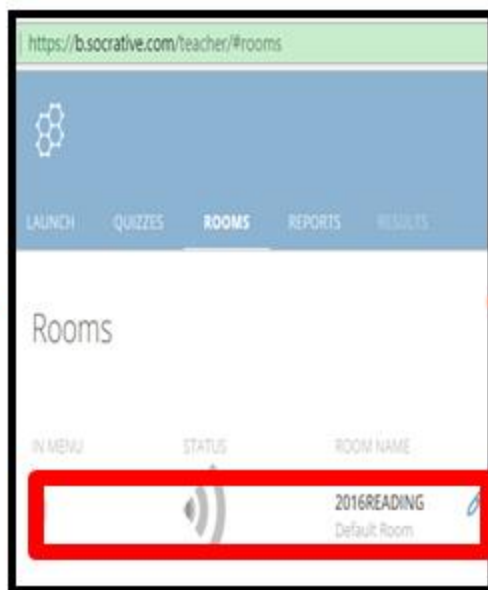 https://b.socrative.com/teacher/#rooms
LAUNCH QUIZZES ROOMS REPORTS RESULTS
Rooms
IN MENU STATUS ROOM NAME
2016READING
Default Room